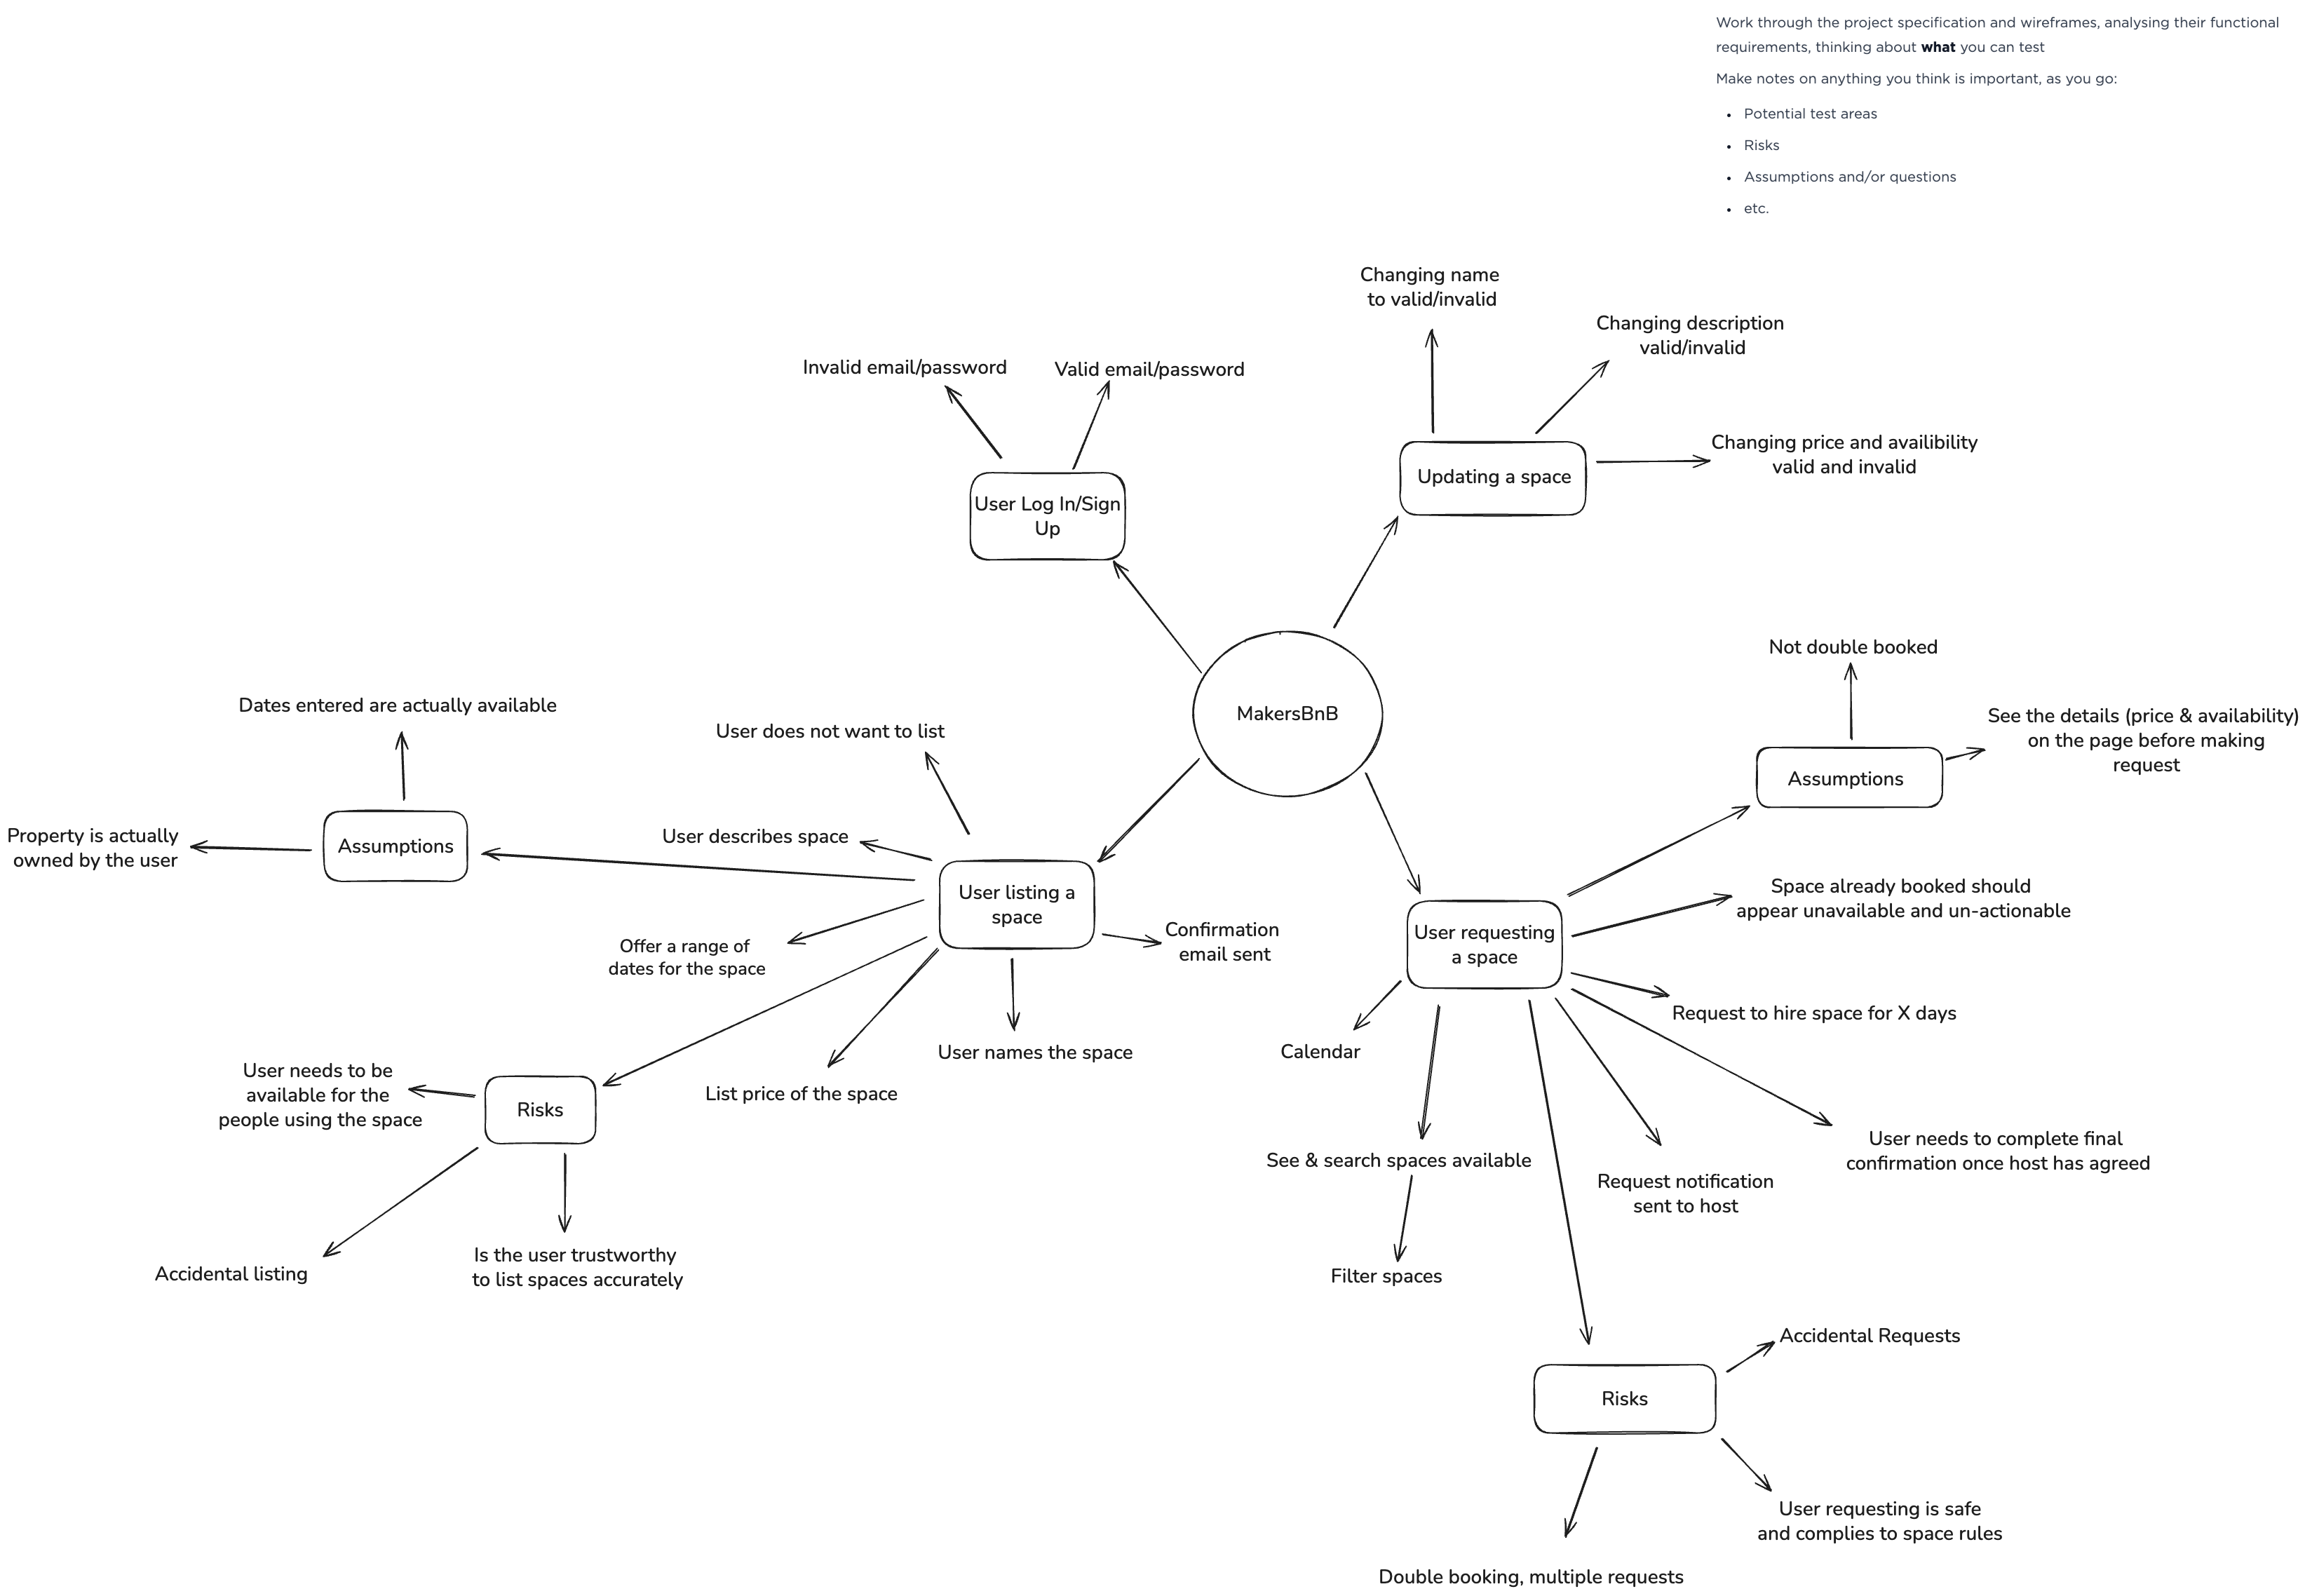 Work through the project specification and wireframes, analysing their functional
requirements, thinking about what you can test
Make notes on anything you think is important, as you go:
• Potential test areas
• Risks
• Assumptions and/or questions
• etc.
Changing name
to valid/invalid
Changing description
valid/invalid
Invalid email/password
Valid email/password
Changing price and availibility
valid and invalid
Updating a space
User Log In/Sign
Up
MakersBnB
Not double booked
See the details (price & availability)
on the page before making
request
Assumptions
Dates entered are actually available
User does not want to list
Property is actually
owned by the user
Assumptions
User describes space
User listing a
space
Confirmation
email sent
Offer a range of
dates for the space
Space already booked should
appear unavailable and un-actionable
User requesting
a space
Request to hire space for X days
Calendar
User names the space
List price of the space
User needs to be
available for the
people using the space
Risks
Accidental listing
Is the user trustworthy
to list spaces accurately
See & search spaces available
Filter spaces
Request notification
sent to host
User needs to complete final
confirmation once host has agreed
Accidental Requests
Risks
User requesting is safe
and complies to space rules
Double booking, multiple requests